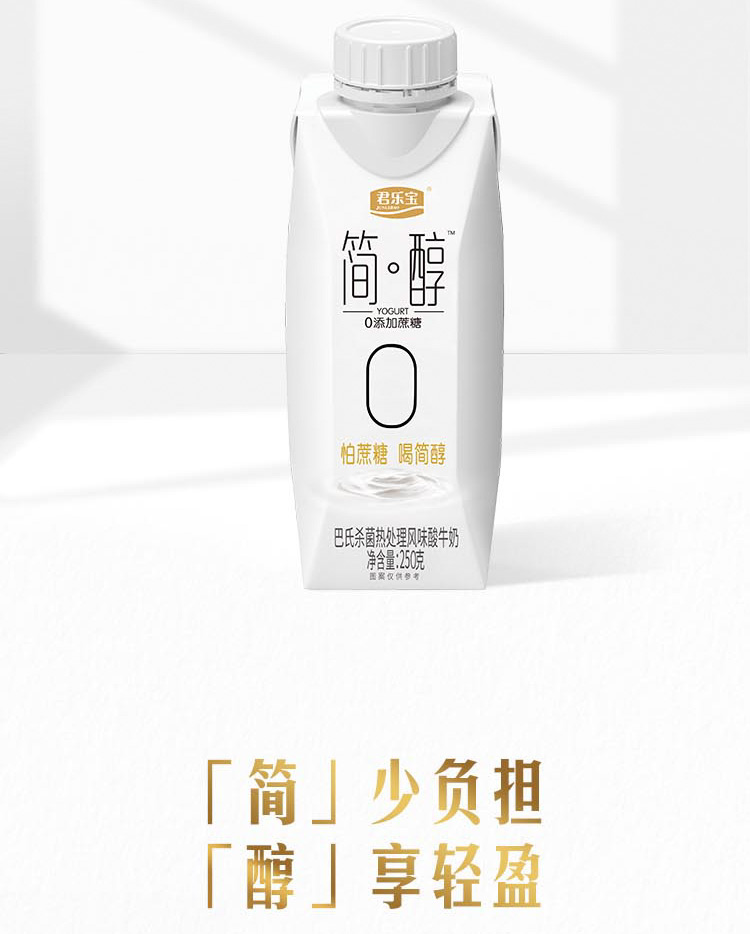 君乐宝
简·醇™
YOGURT
0添加蔗糖
0
怕蔗糖 喝简醇
巴氏杀菌热处理风味酸牛奶
净含量:250克
图案仅供参考
「简」少负担
「醇」享轻盈